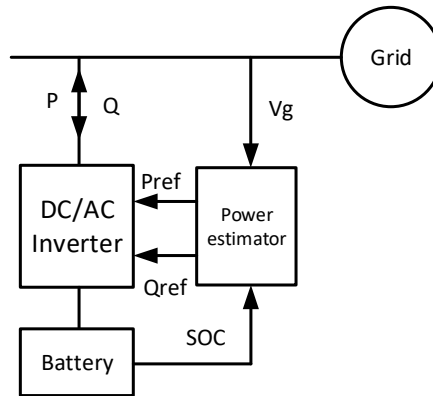 Grid
P
Q
Vg
Pref
DC/AC
Inverter
Power
estimator
Qref
SOC
Battery